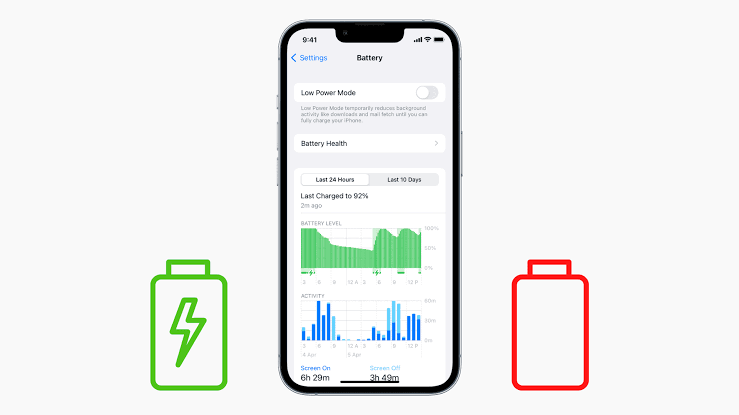 9:41
Settings
Battery
Low Power Mode
Low Power Mode temporarily reduces background
activity like downloads and mail fetch until you can
fully charge your iPhone.
Battery Health
Last 24 Hours Last 10 Days
Last Charged to 92%
2m ago
BATTERY LEVEL
100%
50%
0%
3 6 9 12 A 3 6 9 12 P
ACTIVITY
60m
30m
0m
3 6 9 12 A 3 6 9 12 P
4 Apr 5 Apr
Screen On Screen Off
6h 29m 3h 49m